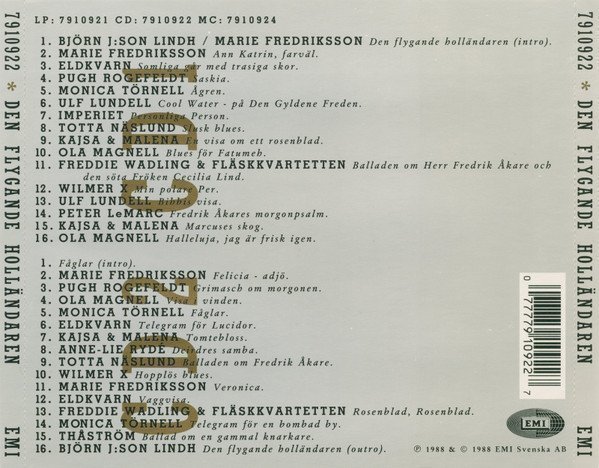 LP: 7910921 CD: 7910922 MC: 7910924
1. BJÖRN J:SON LINDH / MARIE FREDRIKSSON Den flygande holländaren (intro).
2. MARIE FREDRIKSSON Ann Katrin, farväl.
3. ELDKVARN Somliga går med trasiga skor.
4. PUGH ROGEFELDT Saskia.
5. MONICA TÖRNELL Ågren.
6. ULF LUNDELL Cool Water - på Den Gyldene Freden.
7. IMPERIET Personliga Person.
8. TOTTA NÄSLUND Slusk blues.
9. KAJSA & MALENA En visa om ett rosenblad.
10. OLA MAGNELL Blues för Fatumeh.
11. FREDDIE WADLING & FLÄSKKVARTETTEN Balladen om Herr Fredrik Åkare och
den söta Fröken Cecilia Lind.
12. WILMER X Min polare Per.
13. ULF LUNDELL Bibbis visa.
14. PETER LeMARC Fredrik Åkares morgonpsalm.
15. KAJSA & MALENA Marcuses skog.
16. OLA MAGNELL Halleluja, jag är frisk igen.
CD 1
1. Fåglar (intro).
2. MARIE FREDRIKSSON Felicia - adjö.
3. PUGH ROGEFELDT Grimasch om morgonen.
4. OLA MAGNELL Visa i vinden.
5. MONICA TÖRNELL Fåglar.
6. ELDKVARN Telegram för Lucidor.
7. KAJSA & MALENA Tomtebloss.
8. ANNE-LIE RYDÉ Deirdres samba.
9. TOTTA NÄSLUND Balladen om Fredrik Åkare.
10. WILMER X Hopplös blues.
11. MARIE FREDRIKSSON Veronica.
12. ELDKVARN Vaggvisa.
13. FREDDIE WADLING & FLÄSKKVARTETTEN Rosenblad, Rosenblad.
14. MONICA TÖRNELL Telegram för en bombad by.
15. THÅSTRÖM Ballad om en gammal knarkare.
16. BJÖRN J:SON LINDH Den flygande holländaren (outro).
CD 2
0 77779 10922 7
EMI
℗ 1988 & © 1988 EMI Svenska AB
7910922 * DEN FLYGANDE HOLLÄNDAREN EMI
7910922 * DEN FLYGANDE HOLLÄNDAREN EMI